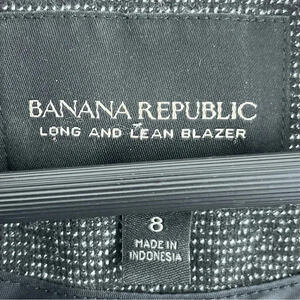 BANANA REPUBLIC
LONG AND LEAN BLAZER
8
MADE IN
INDONESIA